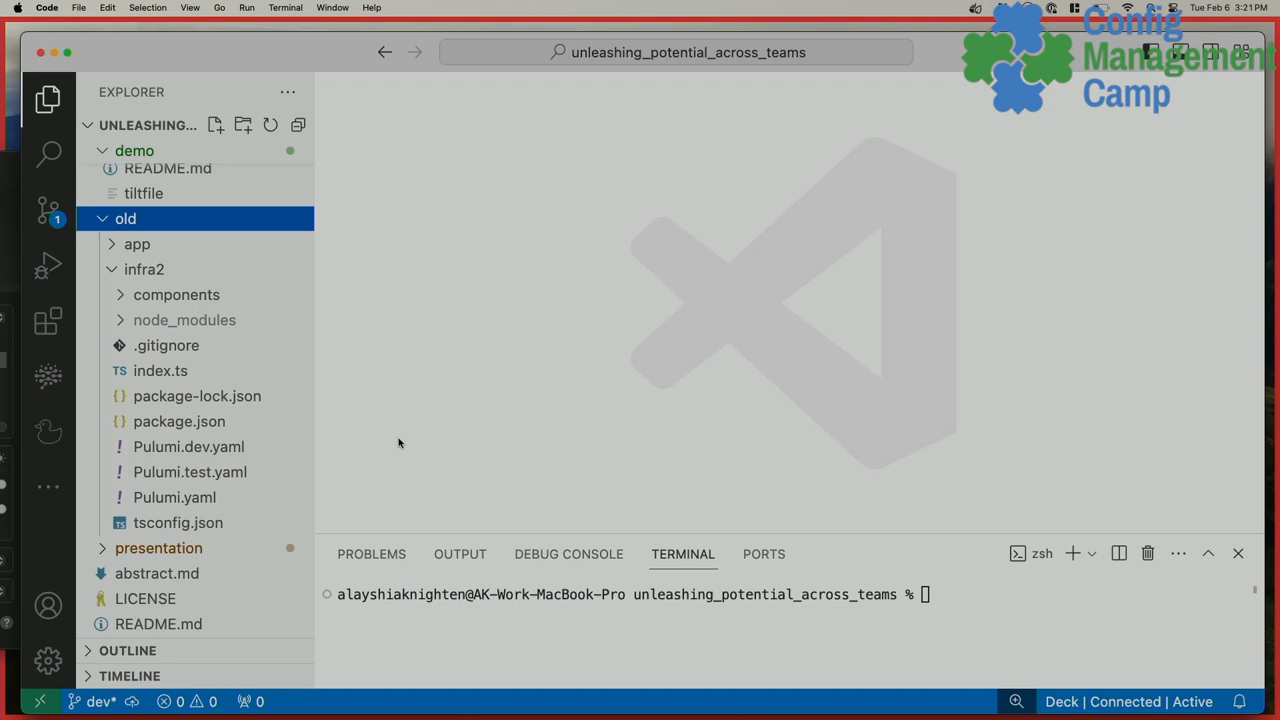 Code File Edit Selection View Go Run Terminal Window Help Tue Feb 6 3:21 PM
Config Management Camp
unleashing_potential_across_teams
EXPLORER
UNLEASHING...
demo
README.md
tiltfile
old
app
infra2
components
node_modules
.gitignore
TS index.ts
{} package-lock.json
{} package.json
! Pulumi.dev.yaml
! Pulumi.test.yaml
! Pulumi.yaml
TS tsconfig.json
presentation
abstract.md
LICENSE
README.md
OUTLINE
TIMELINE
1
PROBLEMS OUTPUT DEBUG CONSOLE TERMINAL PORTS zsh
alayshiaknighten@AK-Work-MacBook-Pro unleashing_potential_across_teams %
dev* 0 0 0 Deck | Connected | Active